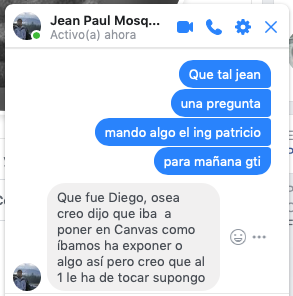 Jean Paul Mosq...
Activo(a) ahora
Que tal jean
una pregunta
mando algo el ing patricio
para mañana gti
Que fue Diego, osea
creo dijo que iba a
poner en Canvas como
íbamos ha exponer o
algo así pero creo que al
1 le ha de tocar supongo